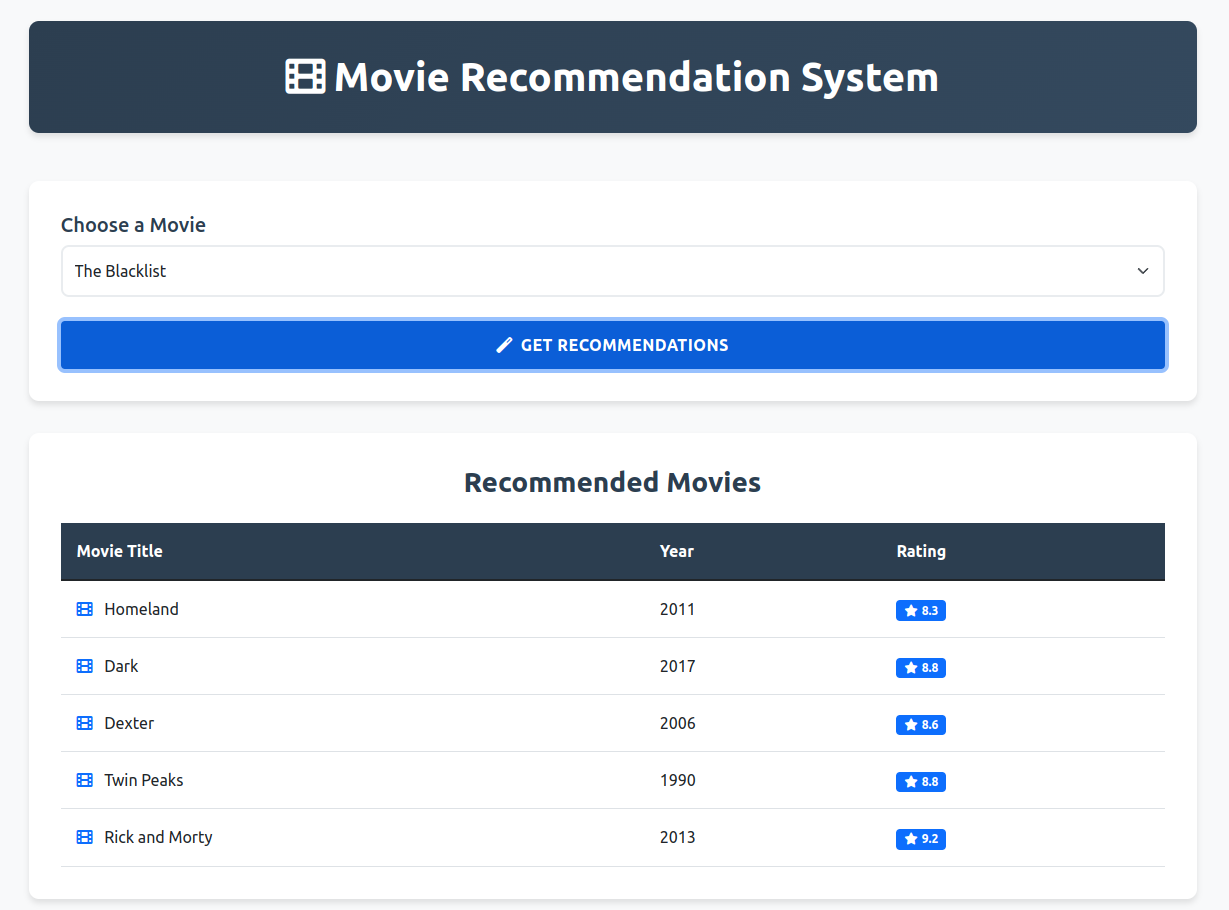 Movie Recommendation System
Choose a Movie
The Blacklist
GET RECOMMENDATIONS
Recommended Movies
Movie Title Year Rating
Homeland 2011 8.3
Dark 2017 8.8
Dexter 2006 8.6
Twin Peaks 1990 8.8
Rick and Morty 2013 9.2